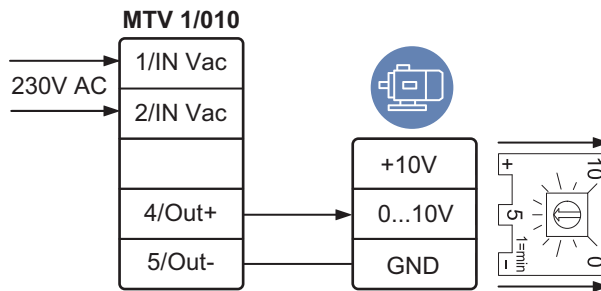 MTV 1/010
230V AC
1/IN Vac
2/IN Vac
4/Out+
5/Out-
+10V
0...10V
GND
+
5
-
1=min
10
0